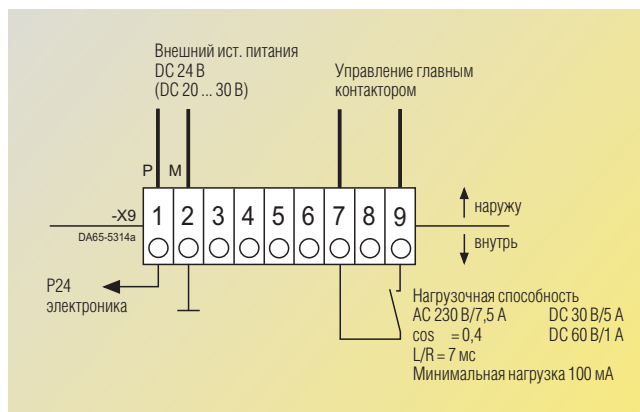 Внешний ист. питания
DC 24 В
(DC 20 ... 30 В)
Управление главным
контактором
P M
-X9
1 2 3 4 5 6 7 8 9
DA65-5314a
наружу
внутрь
P24
электроника
Нагрузочная способность
AC 230 В/7,5 А DC 30 В/5 А
cos = 0,4 DC 60 В/1 А
L/R = 7 мс
Минимальная нагрузка 100 мА